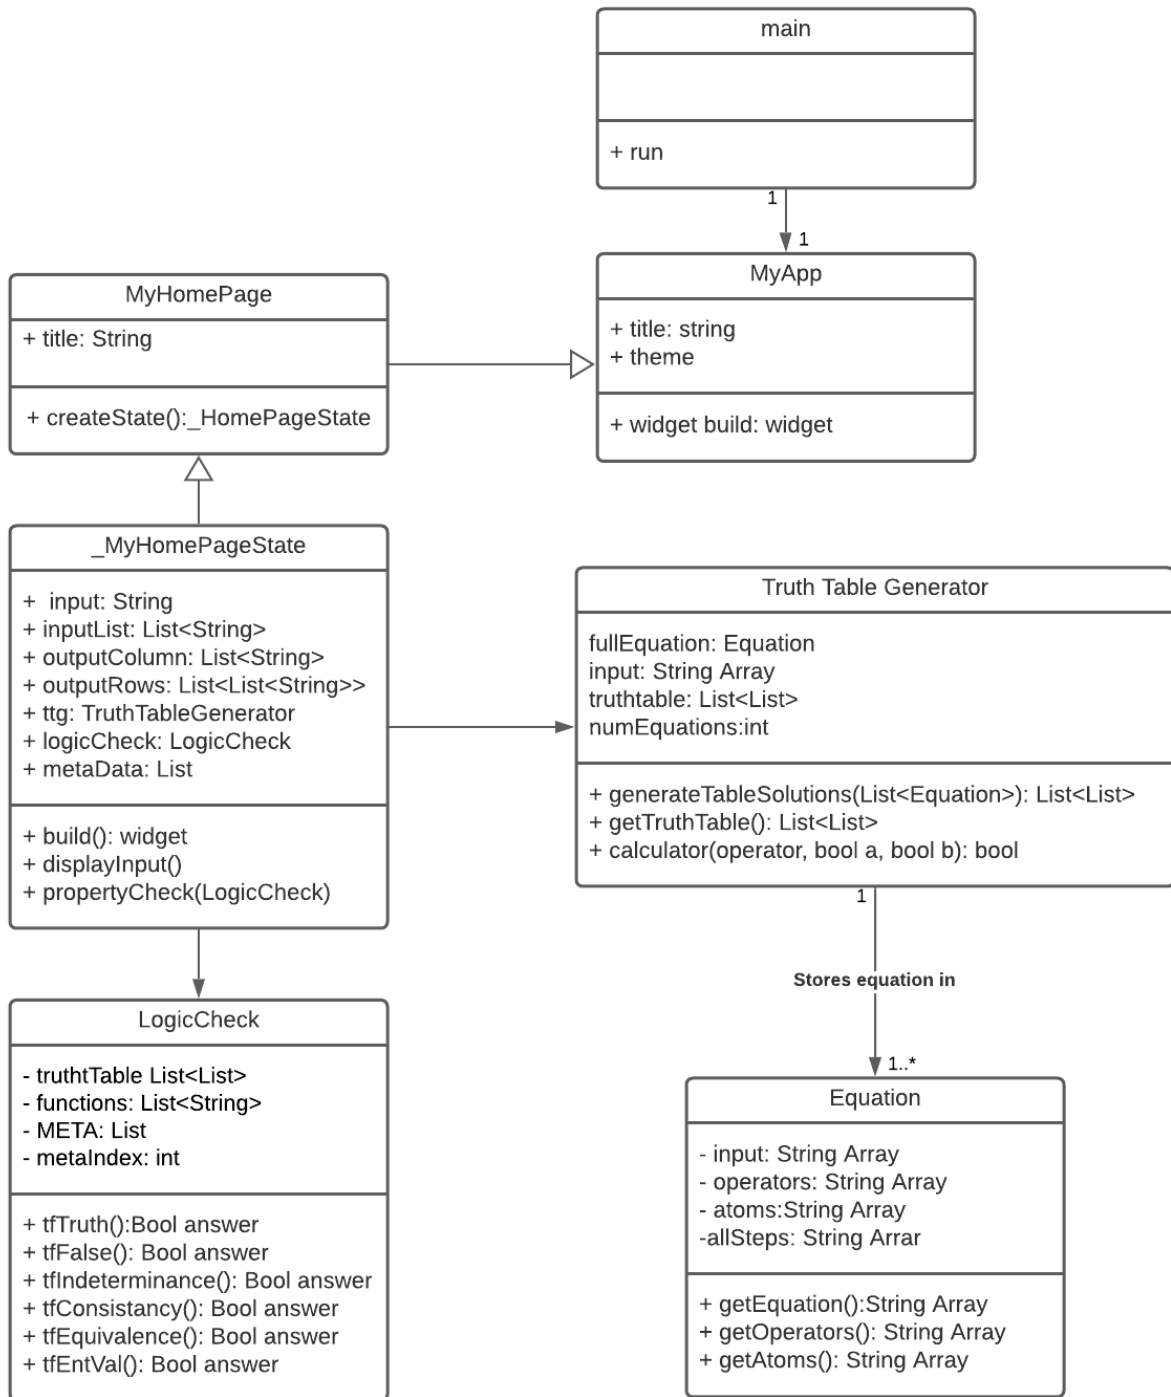 main
+ run
1
1
MyApp
+ title: string
+ theme
+ widget build: widget
MyHomePage
+ title: String
+ createState():_HomePageState
_MyHomePageState
+ input: String
+ inputList: List<String>
+ outputColumn: List<String>
+ outputRows: List<List<String>>
+ ttg: TruthTableGenerator
+ logicCheck: LogicCheck
+ metaData: List
+ build(): widget
+ displayInput()
+ propertyCheck(LogicCheck)
Truth Table Generator
fullEquation: Equation
input: String Array
truthtable: List<List>
numEquations:int
+ generateTableSolutions(List<Equation>): List<List>
+ getTruthTable(): List<List>
+ calculator(operator, bool a, bool b): bool
1
Stores equation in
1..*
LogicCheck
- truthtTable List<List>
- functions: List<String>
- META: List
- metaIndex: int
+ tfTruth():Bool answer
+ tfFalse(): Bool answer
+ tfIndeterminance(): Bool answer
+ tfConsistancy(): Bool answer
+ tfEquivalence(): Bool answer
+ tfEntVal(): Bool answer
Equation
- input: String Array
- operators: String Array
- atoms:String Array
-allSteps: String Arrar
+ getEquation():String Array
+ getOperators(): String Array
+ getAtoms(): String Array